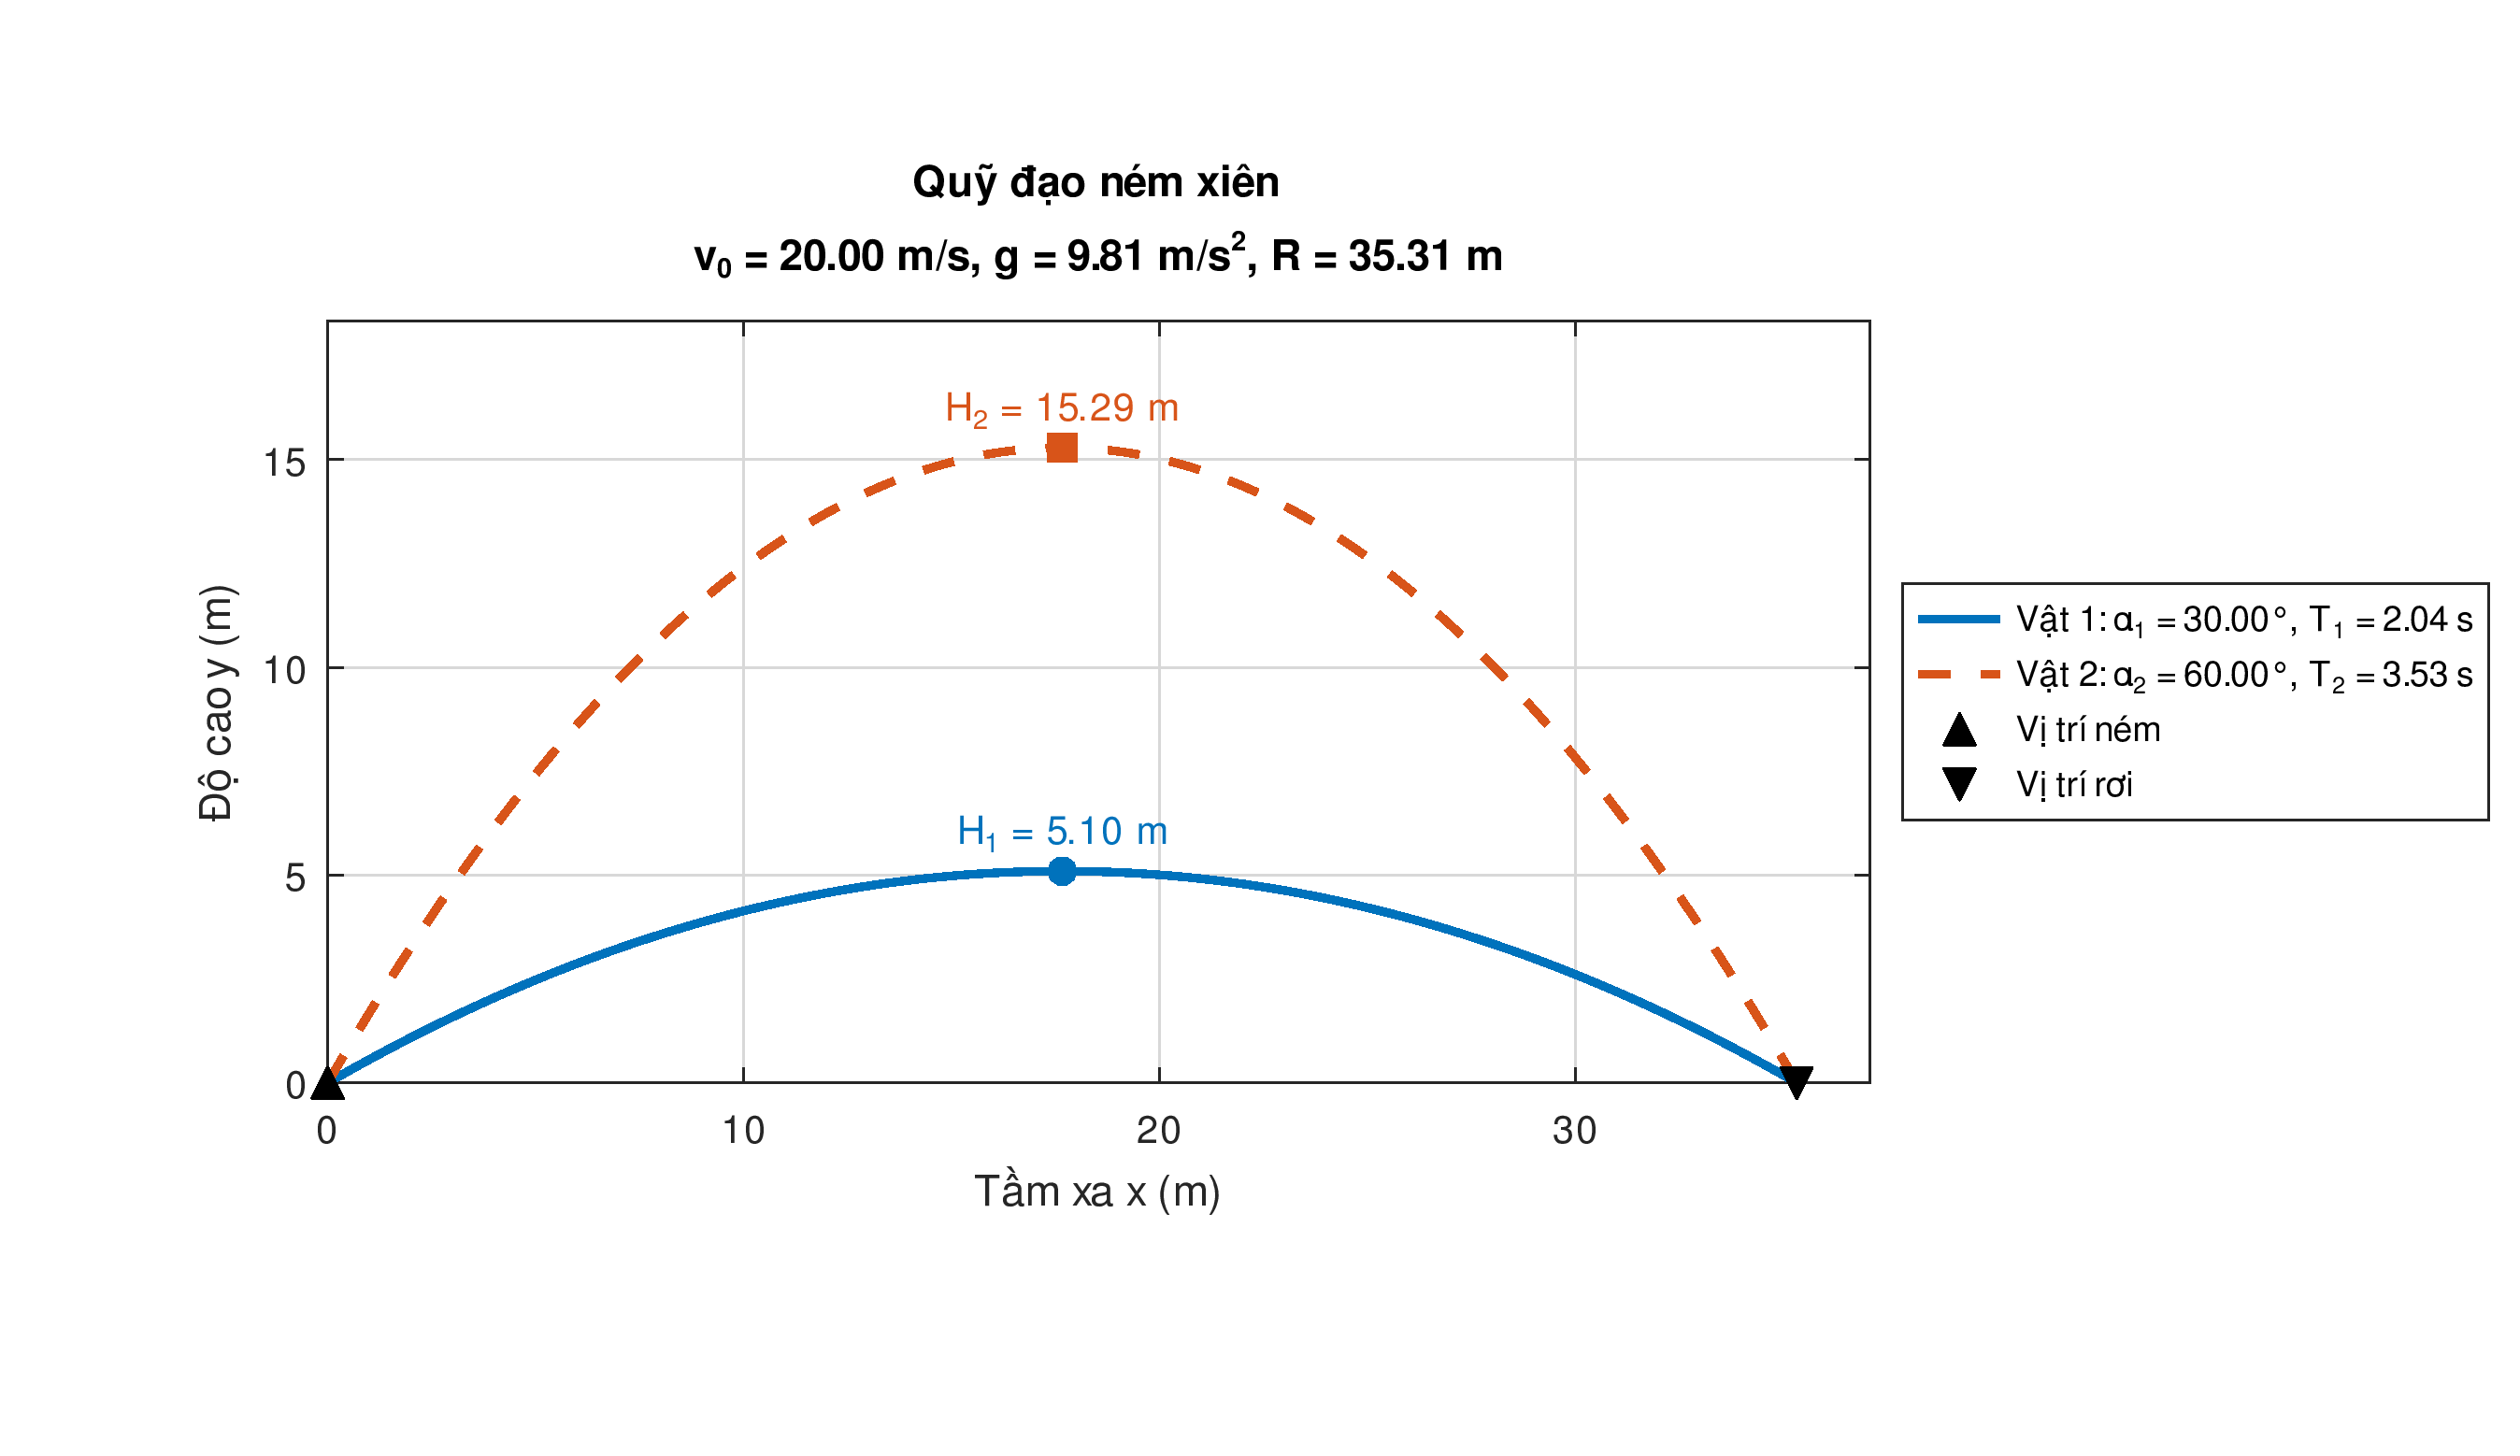 Quỹ đạo ném xiên
v₀ = 20.00 m/s, g = 9.81 m/s², R = 35.31 m
H₂ = 15.29 m
H₁ = 5.10 m
Độ cao y (m)
15
10
5
0
0 10 20 30
Tầm xa x (m)
Vật 1: α₁ = 30.00°, T₁ = 2.04 s
Vật 2: α₂ = 60.00°, T₂ = 3.53 s
Vị trí ném
Vị trí rơi